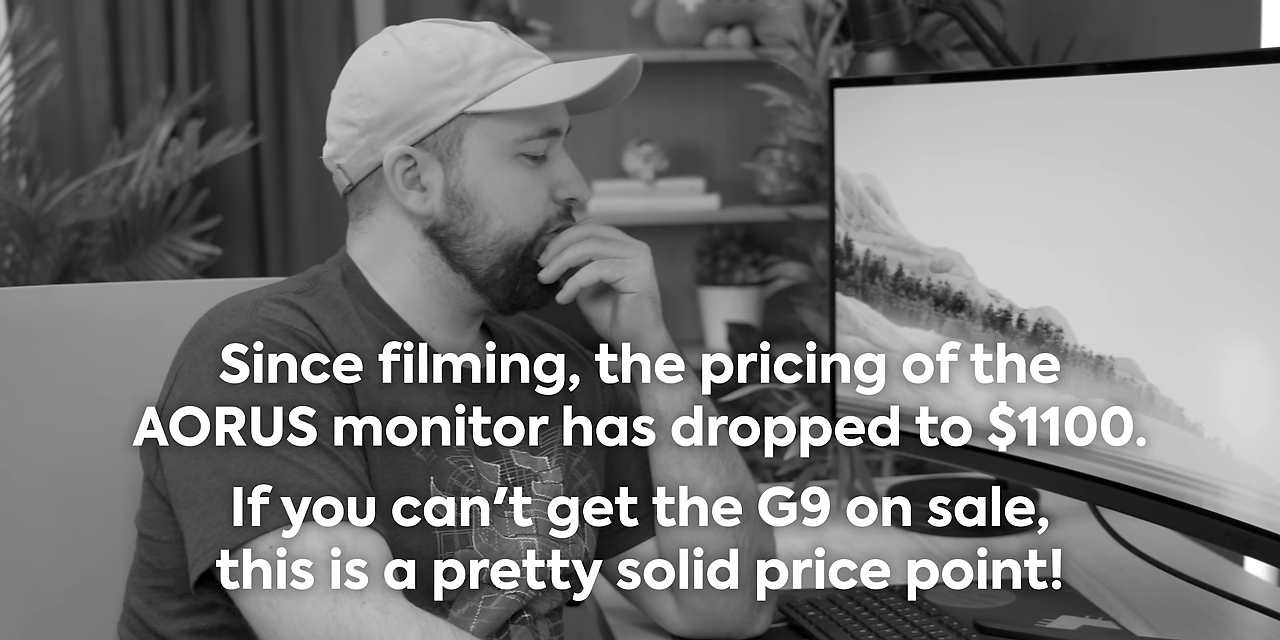 Since filming, the pricing of the
AORUS monitor has dropped to $1100.
If you can't get the G9 on sale,
this is a pretty solid price point!